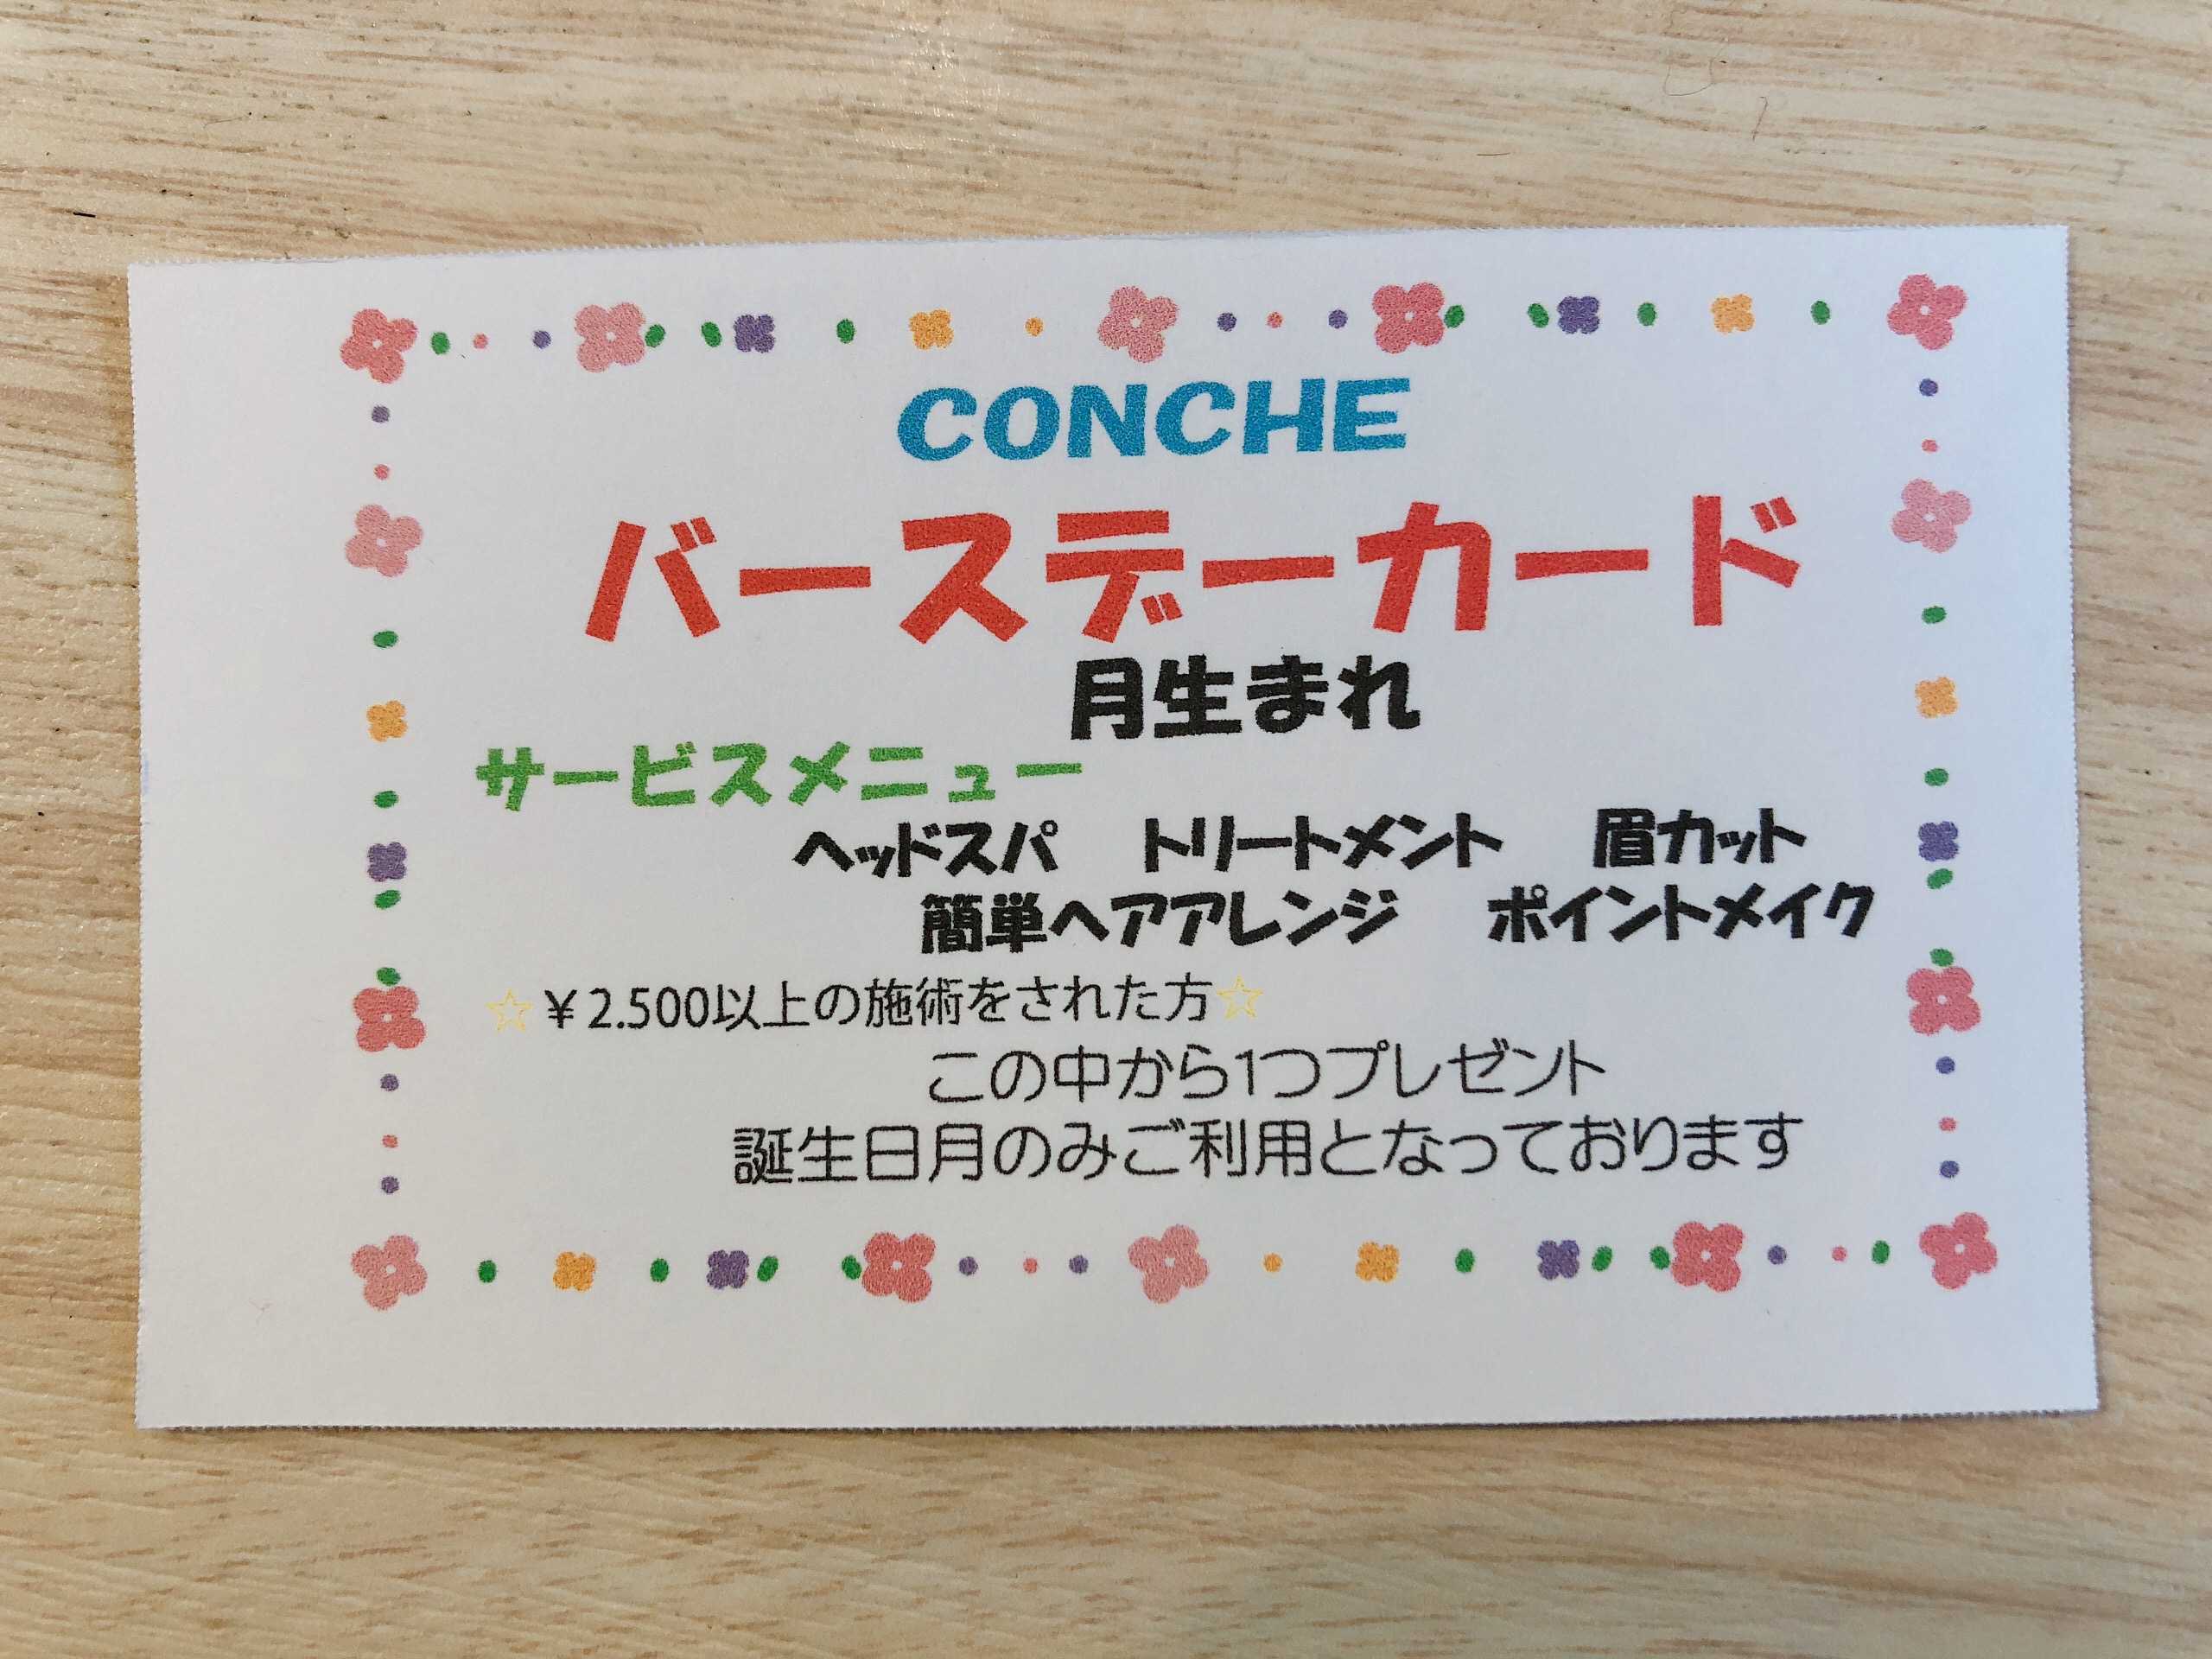 CONCHE
バースデーカード
月生まれ
サービスメニュー
ヘッドスパ　トリートメント　眉カット
簡単ヘアアレンジ　ポイントメイク
☆￥2.500以上の施術をされた方☆
この中から1つプレゼント
誕生日月のみご利用となっております